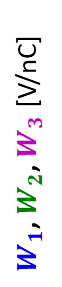 W₁, W₂, W₃ [V/nC]